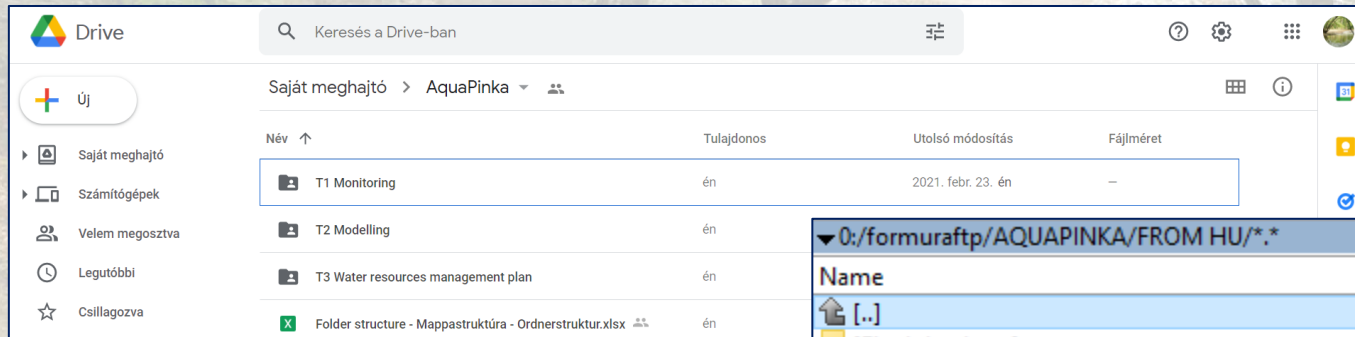 Drive
Keresés a Drive-ban
Új
Saját meghajtó > AquaPinka
Név ↑ Tulajdonos Utolsó módosítás Fájlméret
Saját meghajtó
T1 Monitoring én 2021. febr. 23. én –
Számítógépek
Velem megosztva
T2 Modelling én
0:/formuraftp/AQUAPINKA/FROM HU/*.*
Legutóbbi
T3 Water resources management plan én
Name
Csillagozva
X Folder structure - Mappastruktúra - Ordnerstruktur.xlsx én
[..]
31